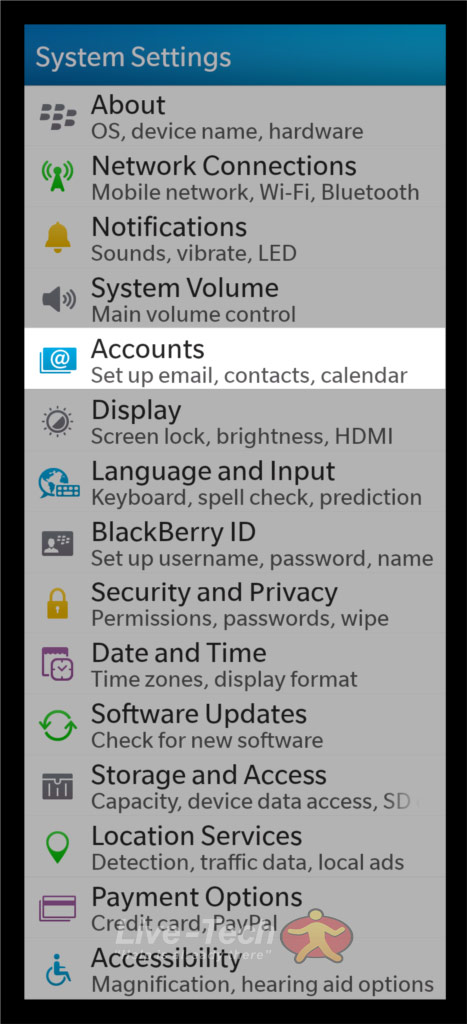 System Settings
About
OS, device name, hardware
Network Connections
Mobile network, Wi-Fi, Bluetooth
Notifications
Sounds, vibrate, LED
System Volume
Main volume control
@
Accounts
Set up email, contacts, calendar
Display
Screen lock, brightness, HDMI
Language and Input
Keyboard, spell check, prediction
BlackBerry ID
Set up username, password, name
Security and Privacy
Permissions, passwords, wipe
Date and Time
Time zones, display format
Software Updates
Check for new software
Storage and Access
Capacity, device data access, SD
Location Services
Detection, traffic data, local ads
Payment Options
Credit card, PayPal
Live-Tech
Accessibility
Magnification, hearing aid options